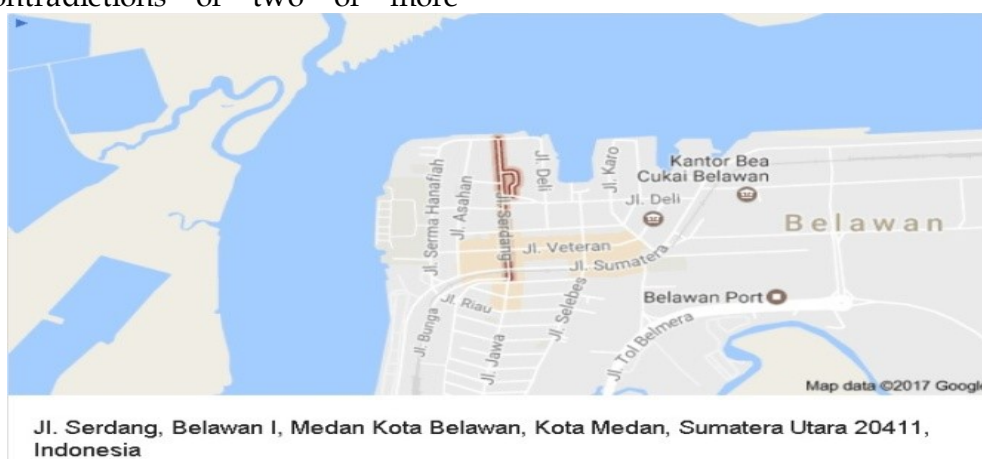 ontradictions or two or more
Jl. Serma Hanafiah
Jl. Asahan
Jl. Serdang
Jl. Deli
Jl. Karo
Kantor Bea
Cukai Belawan
Jl. Deli
Belawan
Jl. Veteran
Jl. Sumatera
Jl. Riau
Jl. Bunga
Jl. Jawa
Jl. Selebes
Belawan Port
Jl. Tol Belmera
Map data ©2017 Google
Jl. Serdang, Belawan I, Medan Kota Belawan, Kota Medan, Sumatera Utara 20411,
Indonesia